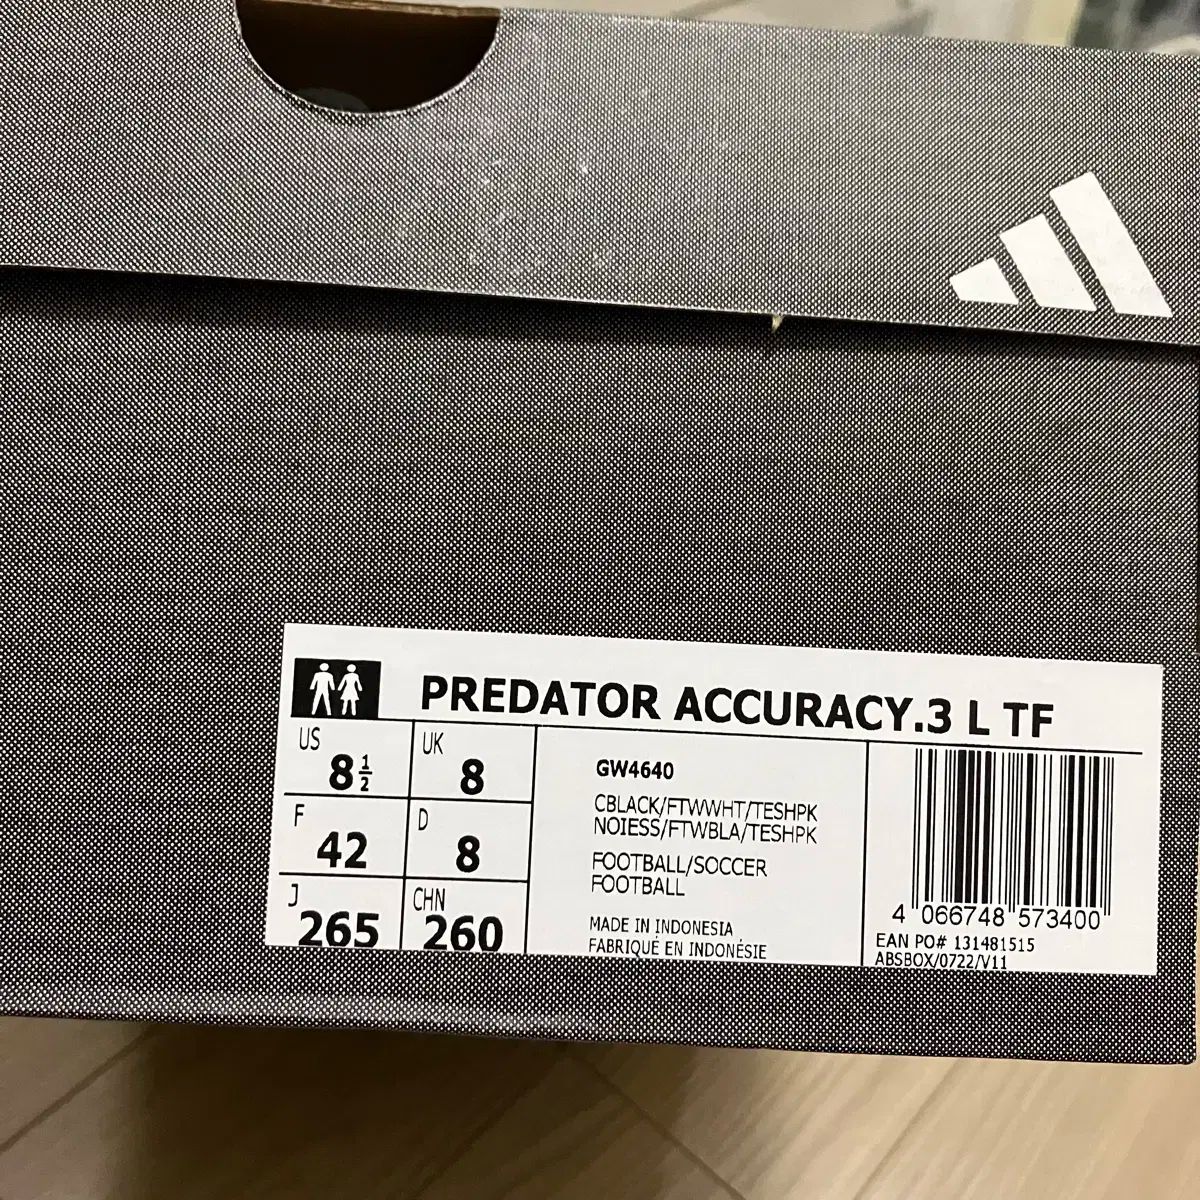 PREDATOR ACCURACY.3 L TF
US 8 1/2
UK 8
F 42
D 8
J 265
CHN 260
GW4640
CBLACK/FTWWHT/TESHPK
NOIESS/FTWBLA/TESHPK
FOOTBALL/SOCCER
FOOTBALL
MADE IN INDONESIA
FABRIQUÉ EN INDONÉSIE
4 066748 573400
EAN PO# 131481515
ABSBOX/0722/V11